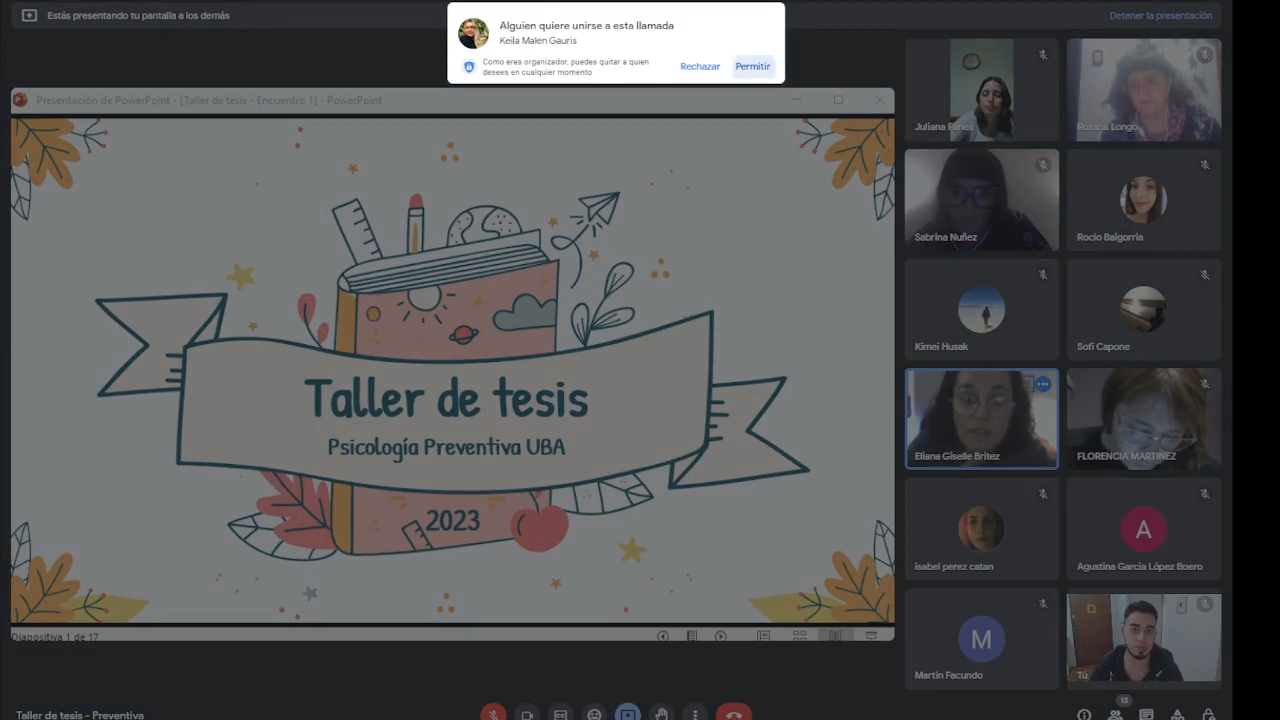 Estás presentando tu pantalla a los demás
Alguien quiere unirse a esta llamada
Keila Malen Gauris
Como eres organizador, puedes quitar a quien
desees en cualquier momento
Rechazar
Permitir
Detener la presentación
Presentación de PowerPoint - [Taller de tesis - Encuentro 1] - PowerPoint
Taller de tesis
Psicología Preventiva UBA
2023
Diapositiva 1 de 17
Juliana Funes
Roxana Longo
Sabrina Nuñez
Rocio Baigorria
Kimei Husak
Sofi Capone
Eliana Giselle Britez
FLORENCIA MARTINEZ
isabel perez catan
A
Agustina Garcia López Boero
M
Martin Facundo
Tú
13
Taller de tesis - Preventiva